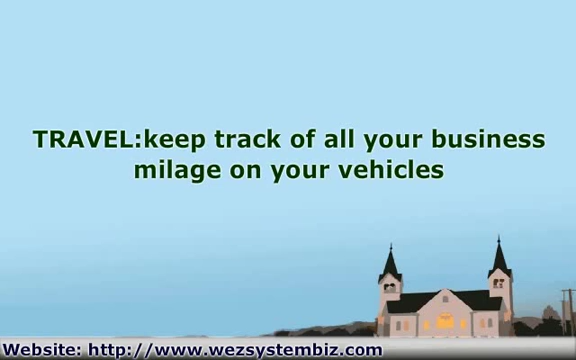 TRAVEL:keep track of all your business
milage on your vehicles
Website: http://www.wezsystembiz.com